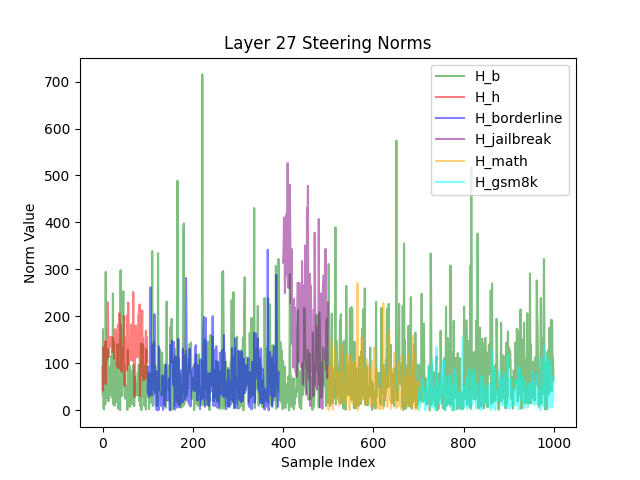 Layer 27 Steering Norms
H_b
H_h
H_borderline
H_jailbreak
H_math
H_gsm8k
Norm Value
700
600
500
400
300
200
100
0
0 200 400 600 800 1000
Sample Index